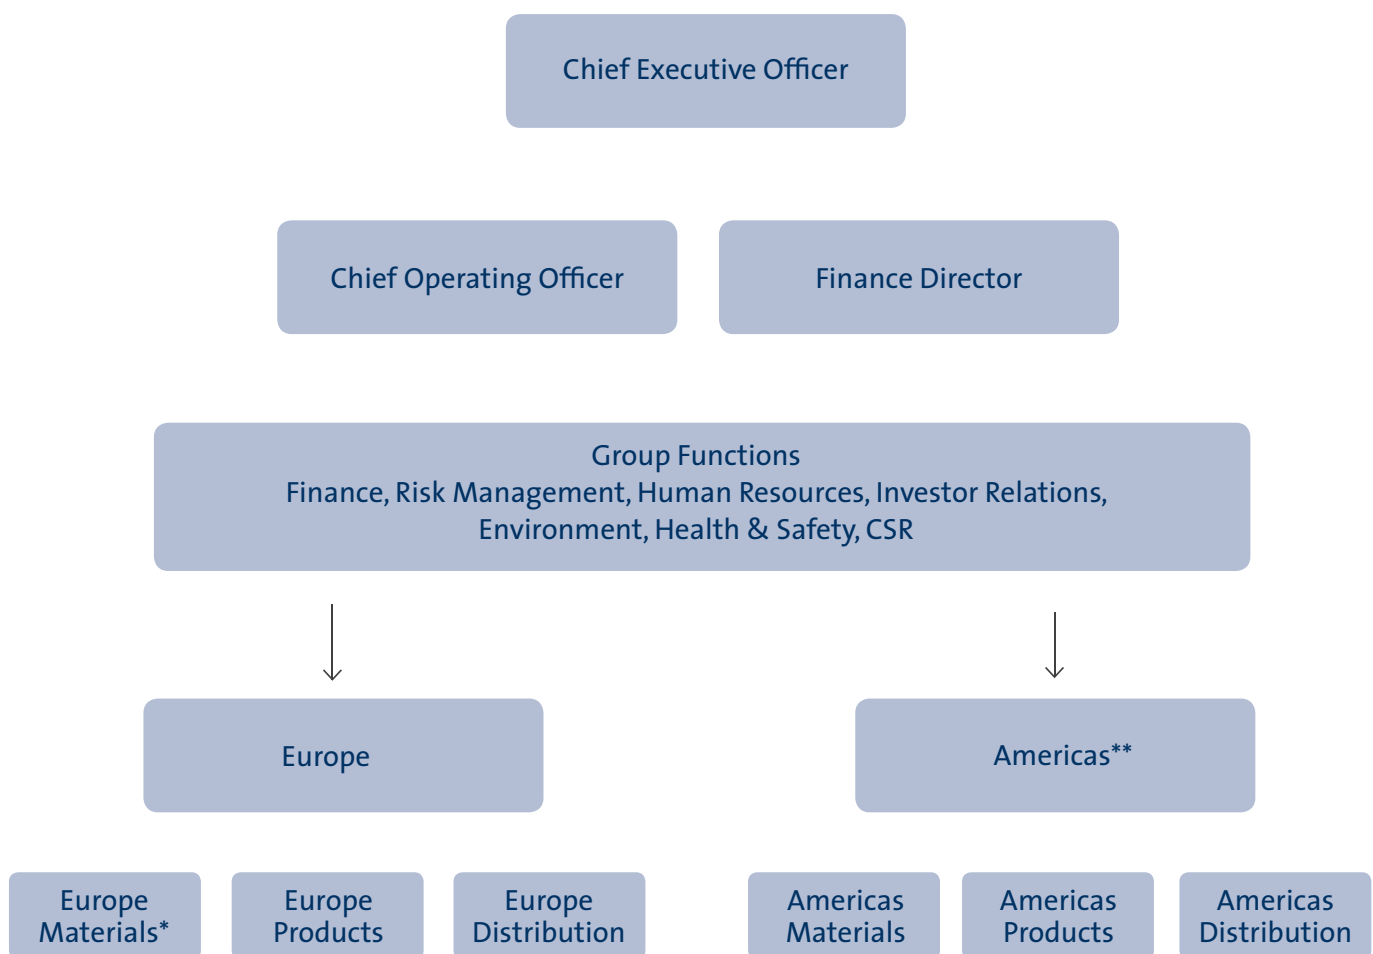 Chief Executive Officer
Chief Operating Officer
Finance Director
Group Functions
Finance, Risk Management, Human Resources, Investor Relations,
Environment, Health & Safety, CSR
Europe
Americas**
Europe
Materials*
Europe
Products
Europe
Distribution
Americas
Materials
Americas
Products
Americas
Distribution